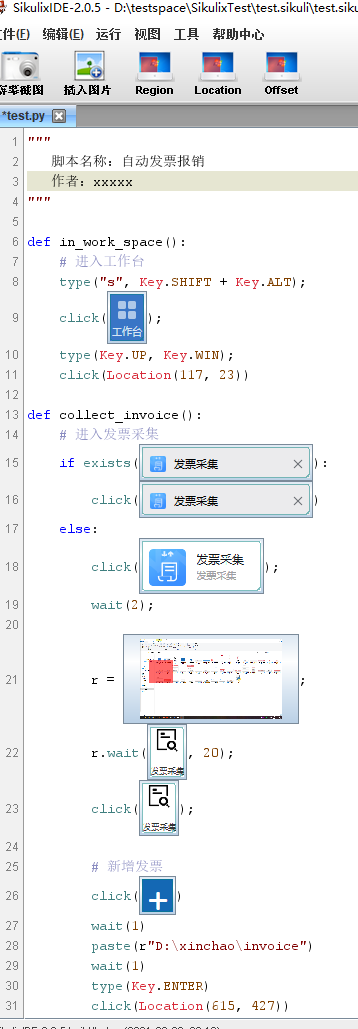 SikulixIDE-2.0.5 - D:\testspace\SikulixTest\test.sikuli\test.siku
件(F) 编辑(E) 运行 视图 工具 帮助中心
屏幕截图 插入图片 Region Location Offset
*test.py
1 """
2 脚本名称：自动发票报销
3 作者：xxxxx
4 """
5
6 def in_work_space():
7 # 进入工作台
8 type("s", Key.SHIFT + Key.ALT);
9 click(工作台);
10 type(Key.UP, Key.WIN);
11 click(Location(117, 23))
12
13 def collect_invoice():
14 # 进入发票采集
15 if exists(发票采集):
16 click(发票采集)
17 else:
18 click(发票采集
发票采集);
19 wait(2);
20
21 r = ;
22 r.wait(发票采集, 20);
23 click(发票采集);
24
25 # 新增发票
26 click()
27 wait(1)
28 paste(r"D:\xinchao\invoice")
29 wait(1)
30 type(Key.ENTER)
31 click(Location(615, 427))